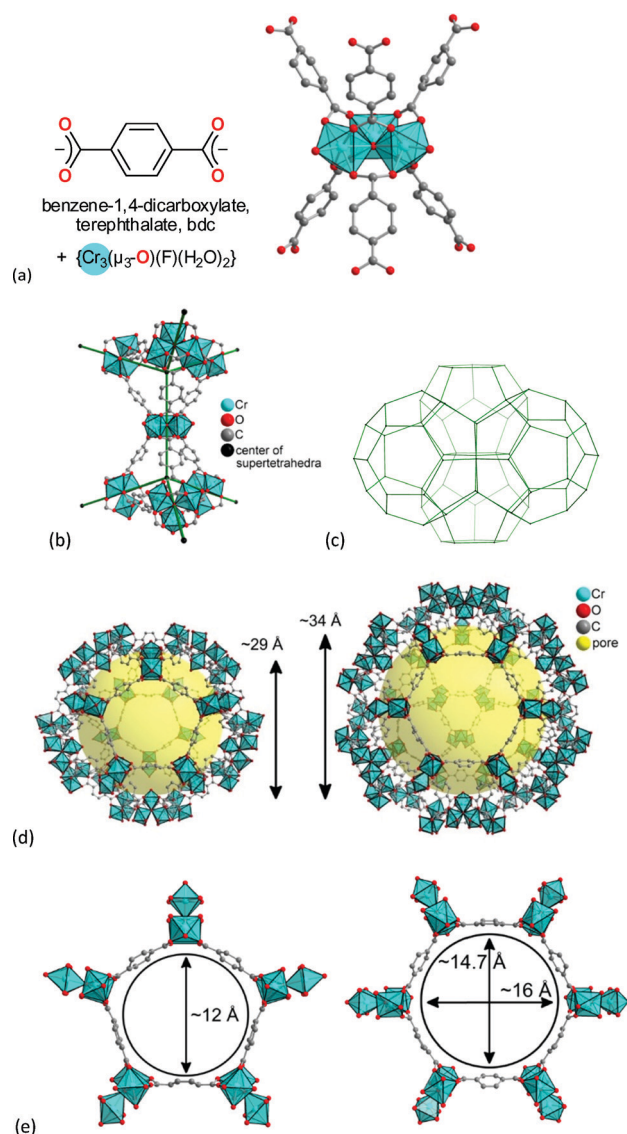 O
O
O
O
benzene-1,4-dicarboxylate,
terephthalate, bdc
+ {Cr₃(μ₃-O)(F)(H₂O)₂}
(a)
Cr
O
C
center of
supertetrahedra
(b)
(c)
Cr
O
C
pore
~29 Å
~34 Å
(d)
~12 Å
~14.7 Å
~16 Å
(e)